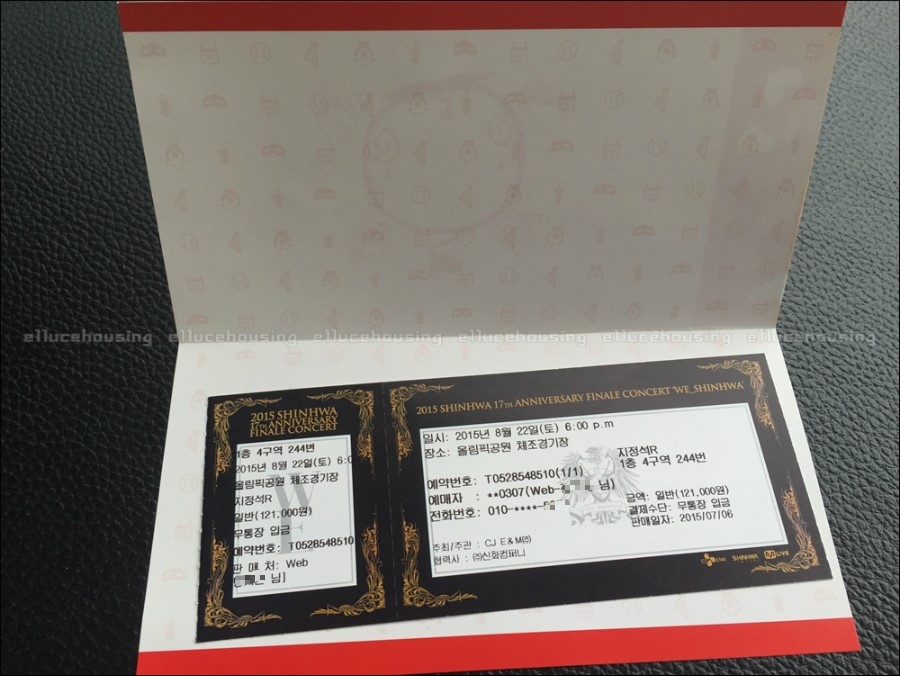 ellucehousing ellucehousing ellucehousing ellucehousing ellucehousing ellucehousing
2015 SHINHWA
17TH ANNIVERSARY
FINALE CONCERT
1층 4구역 244번
2015년 8월 22일(토) 6:0
올림픽공원 체조경기장
지정석R
일반(121,000원)
무통장 입금
예약번호: T0528548510
판 매 처: Web
님]
2015 SHINHWA 17TH ANNIVERSARY FINALE CONCERT 'WE_SHINHWA'
일시: 2015년 8월 22일(토) 6:00 p.m
장소: 올림픽공원 체조경기장
지정석R
1층 4구역 244번
예약번호: T0528548510(1/1)
예매자 : **0307(Web- 님)
전화번호: 010-****-
금액: 일반(121,000원)
결제수단: 무통장 입금
판매일자: 2015/07/06
주최/주관 : CJ E&M㈜
협력사 : ㈜신화컴퍼니
CJ E&M SHINHWA M LIVE